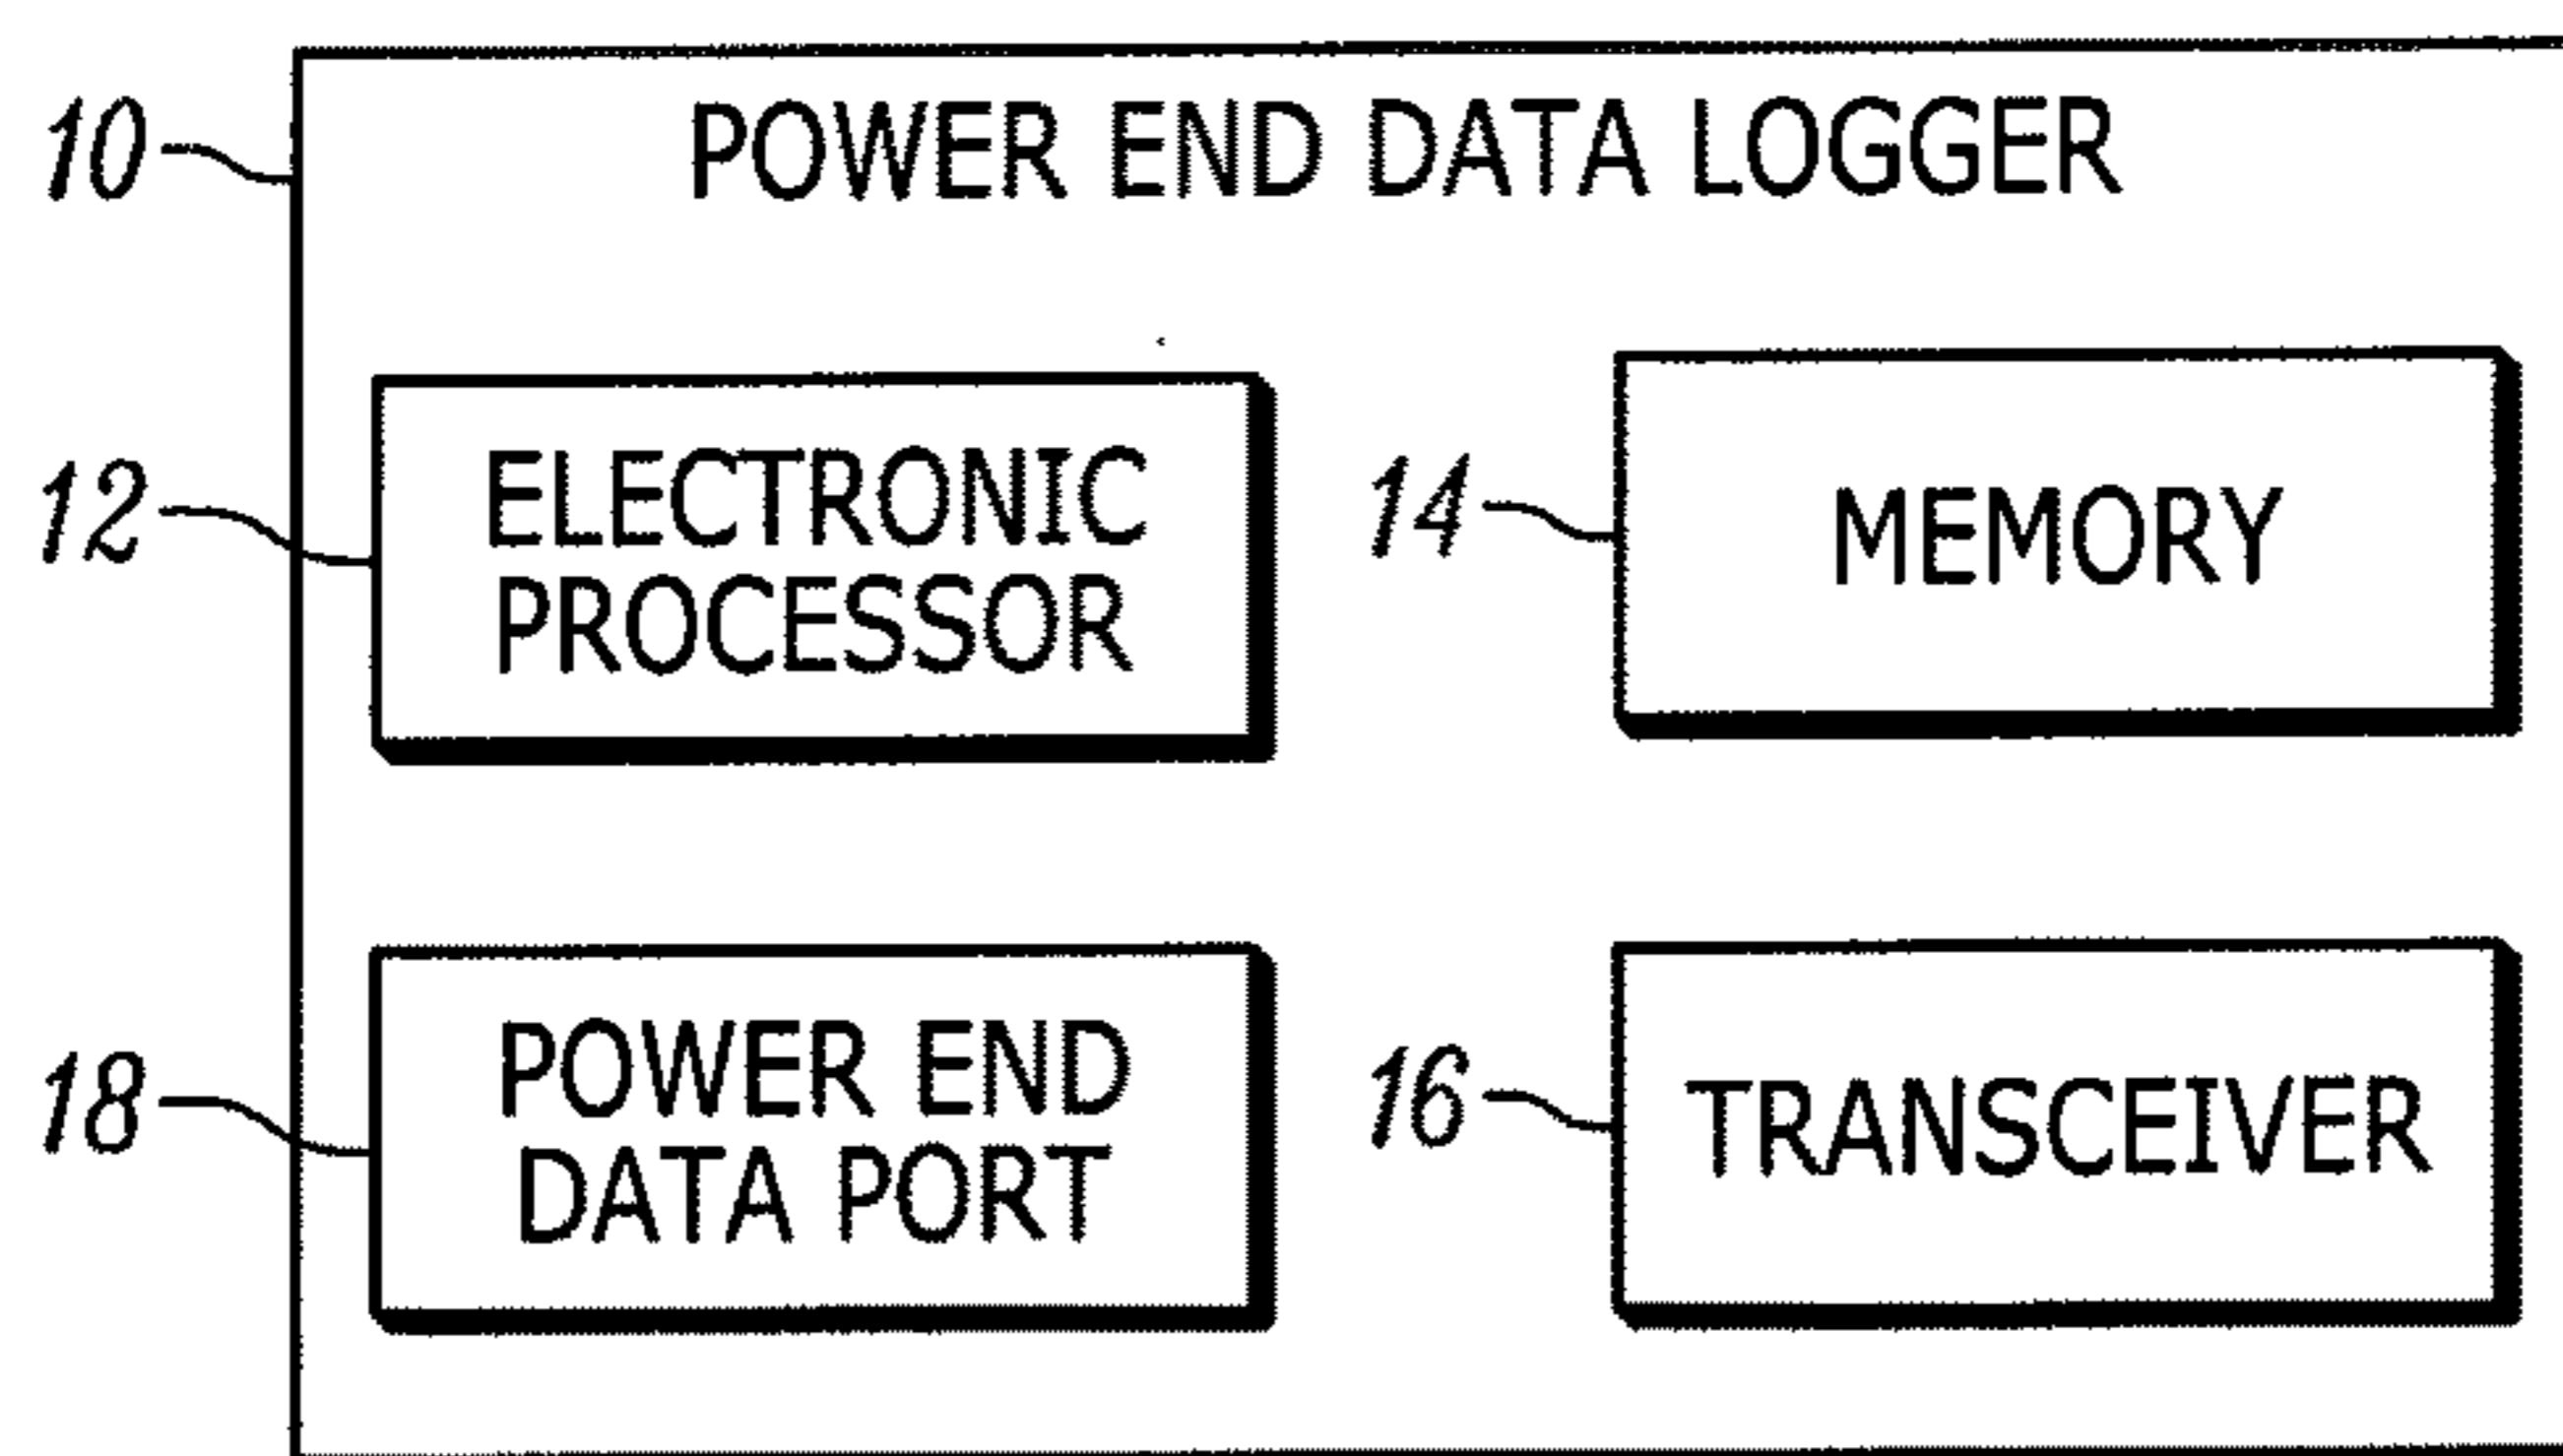 10
POWER END DATA LOGGER
12
ELECTRONIC
PROCESSOR
14
MEMORY
18
POWER END
DATA PORT
16
TRANSCEIVER